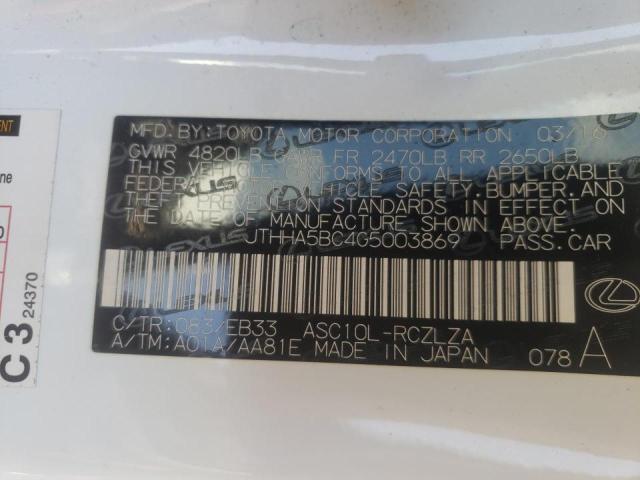 MFD. BY: TOYOTA MOTOR CORPORATION 03/16
GVWR 4820LB GAWR FR 2470LB RR 2650LB
THIS VEHICLE CONFORMS TO ALL APPLICABLE
FEDERAL MOTOR VEHICLE SAFETY, BUMPER, AND
THEFT PREVENTION STANDARDS IN EFFECT ON
THE DATE OF MANUFACTURE SHOWN ABOVE.
JTHHA5BC4G5003869 PASS.CAR
C/TR: 083/EB33 ASC10L-RCZLZA
A/TM: A01A/AA81E MADE IN JAPAN 078 A
LEXUS
C 3 24370